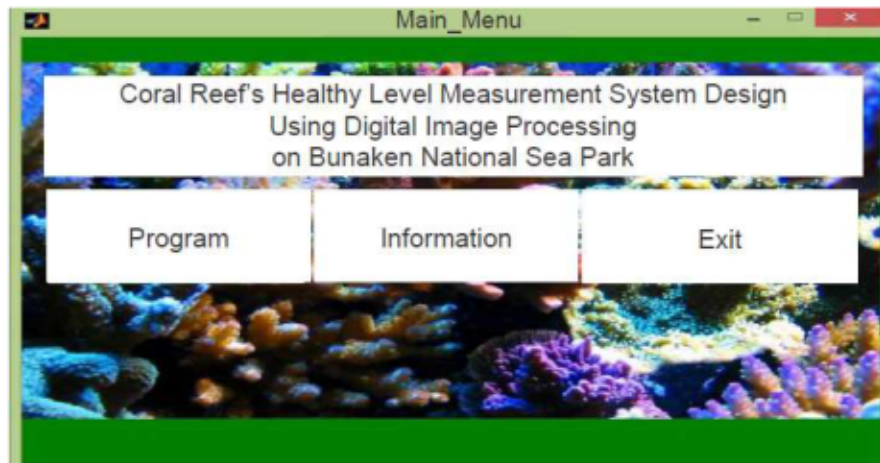 Main_Menu
Coral Reef's Healthy Level Measurement System Design
Using Digital Image Processing
on Bunaken National Sea Park
Program
Information
Exit